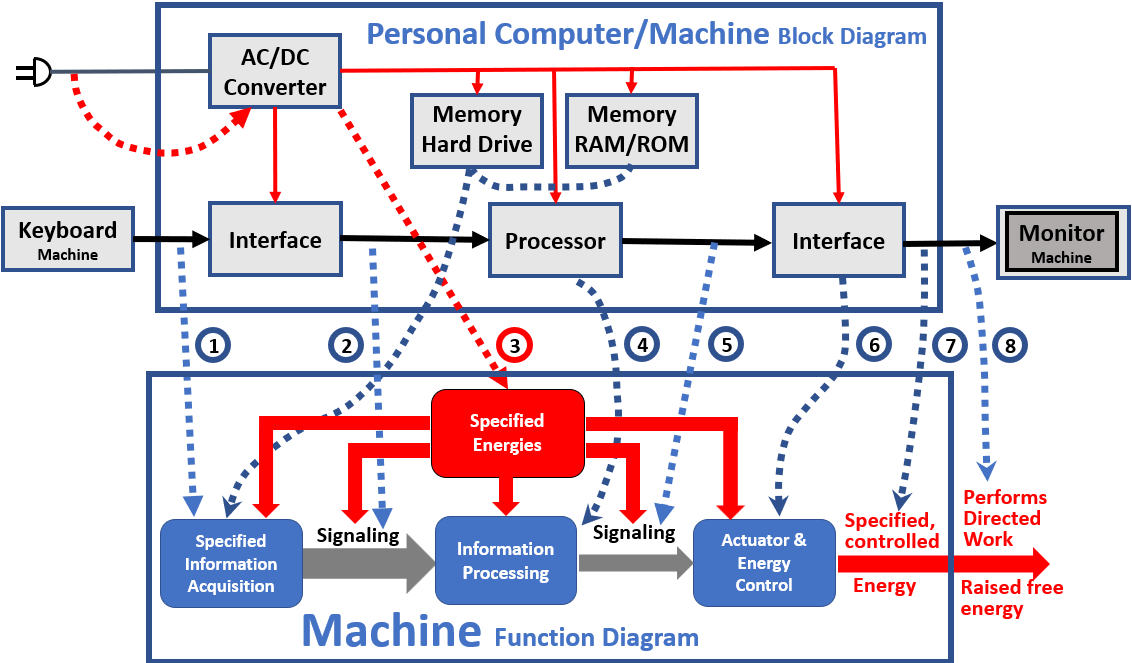 Personal Computer/Machine Block Diagram
AC/DC
Converter
Memory
Hard Drive
Memory
RAM/ROM
Keyboard
Machine
Interface
Processor
Interface
Monitor
Machine
1
2
3
4
5
6
7
8
Specified
Energies
Signaling
Signaling
Specified
Information
Acquisition
Information
Processing
Actuator &
Energy
Control
Specified,
controlled
Energy
Performs
Directed
Work
Raised free
energy
Machine Function Diagram